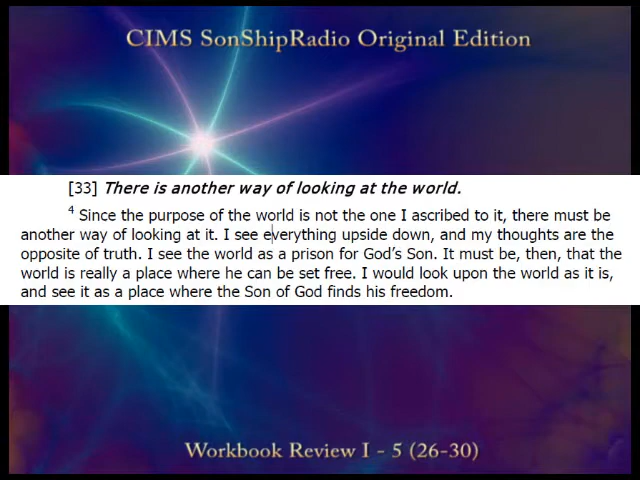 CIMS SonShipRadio Original Edition
[33] There is another way of looking at the world.
4 Since the purpose of the world is not the one I ascribed to it, there must be
another way of looking at it. I see everything upside down, and my thoughts are the
opposite of truth. I see the world as a prison for God’s Son. It must be, then, that the
world is really a place where he can be set free. I would look upon the world as it is,
and see it as a place where the Son of God finds his freedom.
Workbook Review I - 5 (26-30)